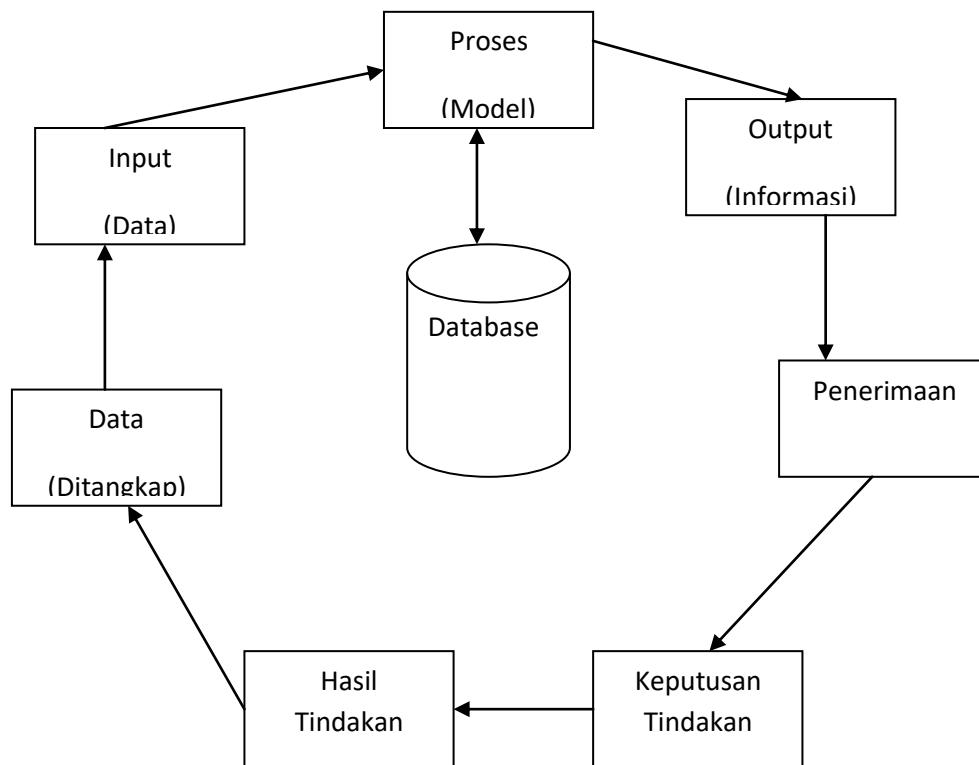 Proses
(Model)
Output
(Informasi)
Input
(Data)
Database
Penerimaan
Data
(Ditangkap)
Hasil
Tindakan
Keputusan
Tindakan